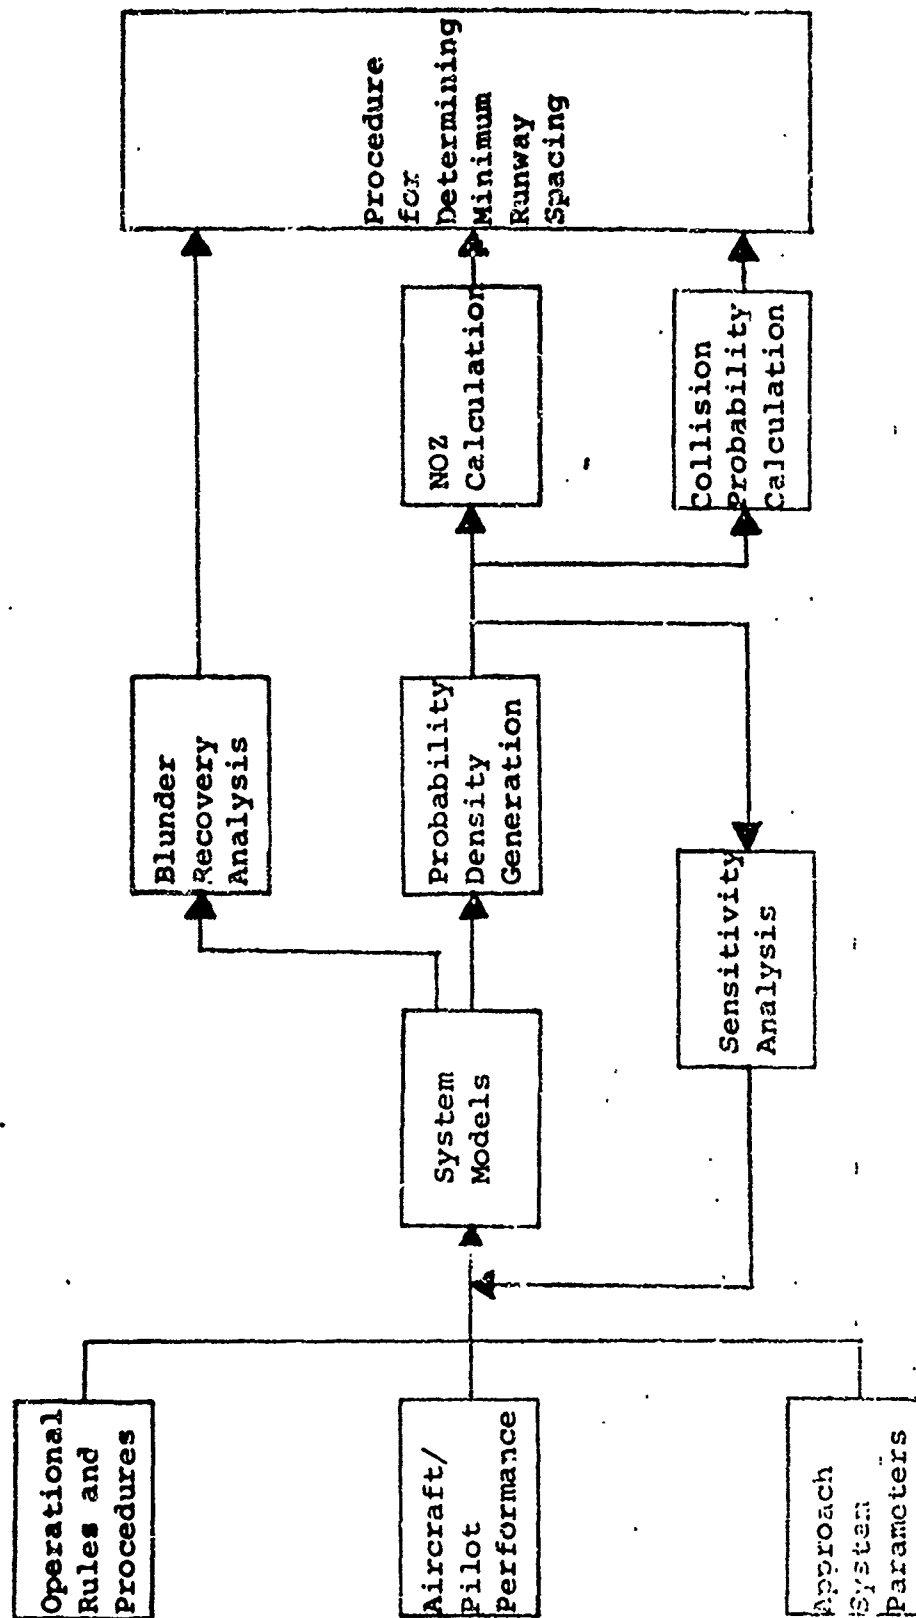 Operational
Rules and
Procedures
Aircraft/
Pilot
Performance
Approach
System
Parameters
System
Models
Blunder
Recovery
Analysis
Probability
Density
Generation
Sensitivity
Analysis
NOZ
Calculation
Collision
Probability
Calculation
Procedure
for
Determining
Minimum
Runway
Spacing